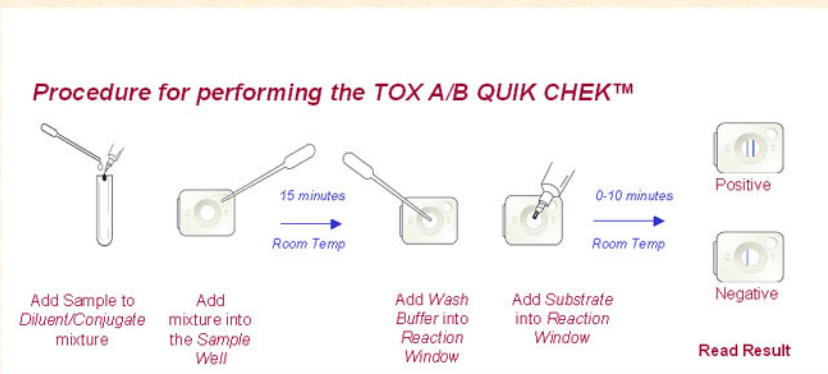 Procedure for performing the TOX A/B QUIK CHEK™
15 minutes
Room Temp
0-10 minutes
Room Temp
Positive
Negative
Add Sample to
Diluent/Conjugate
mixture
Add
mixture into
the Sample
Well
Add Wash
Buffer into
Reaction
Window
Add Substrate
into Reaction
Window
Read Result